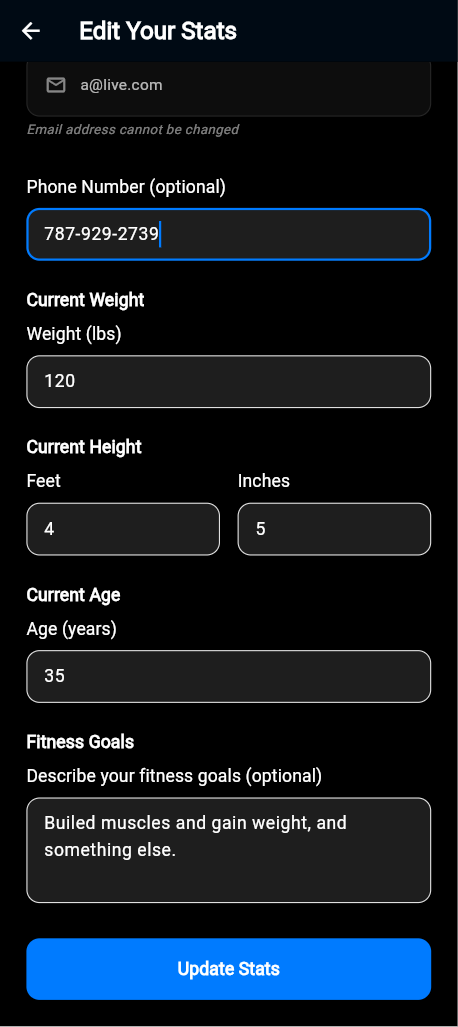 Edit Your Stats
a@live.com
Email address cannot be changed
Phone Number (optional)
787-929-2739
Current Weight
Weight (lbs)
120
Current Height
Feet
Inches
4
5
Current Age
Age (years)
35
Fitness Goals
Describe your fitness goals (optional)
Builed muscles and gain weight, and
something else.
Update Stats